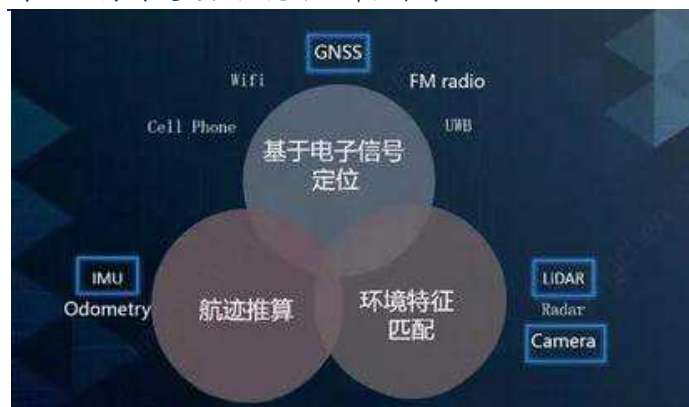 GNSS
Wifi
FM radio
Cell Phone
UWB
基于电子信号
定位
IMU
Odometry
航迹推算
环境特征
匹配
LIDAR
Radar
Camera